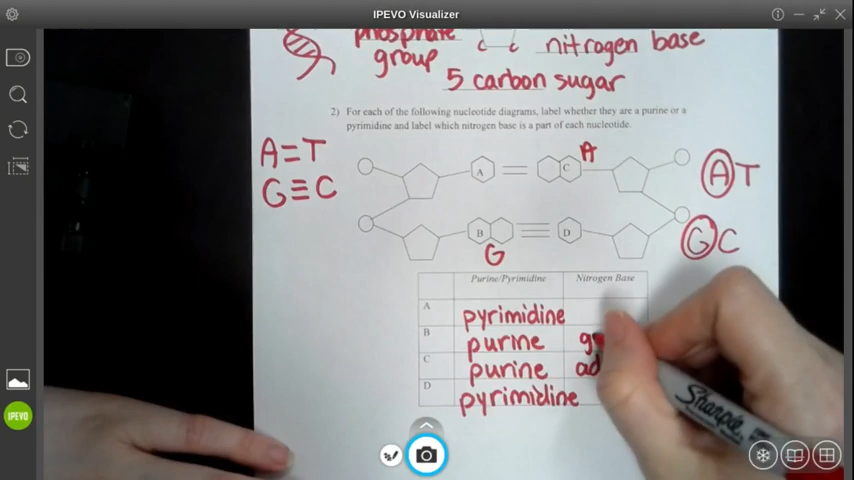 IPEVO Visualizer
phosphate
group
C C
nitrogen base
5 carbon sugar
2) For each of the following nucleotide diagrams, label whether they are a purine or a
pyrimidine and label which nitrogen base is a part of each nucleotide.
A=T
G≡C
A
C
A
A T
B
D
G
G C
Purine/Pyrimidine Nitrogen Base
A pyrimidine
B purine g
C purine ad
D pyrimidine
Sharpie
IPEVO